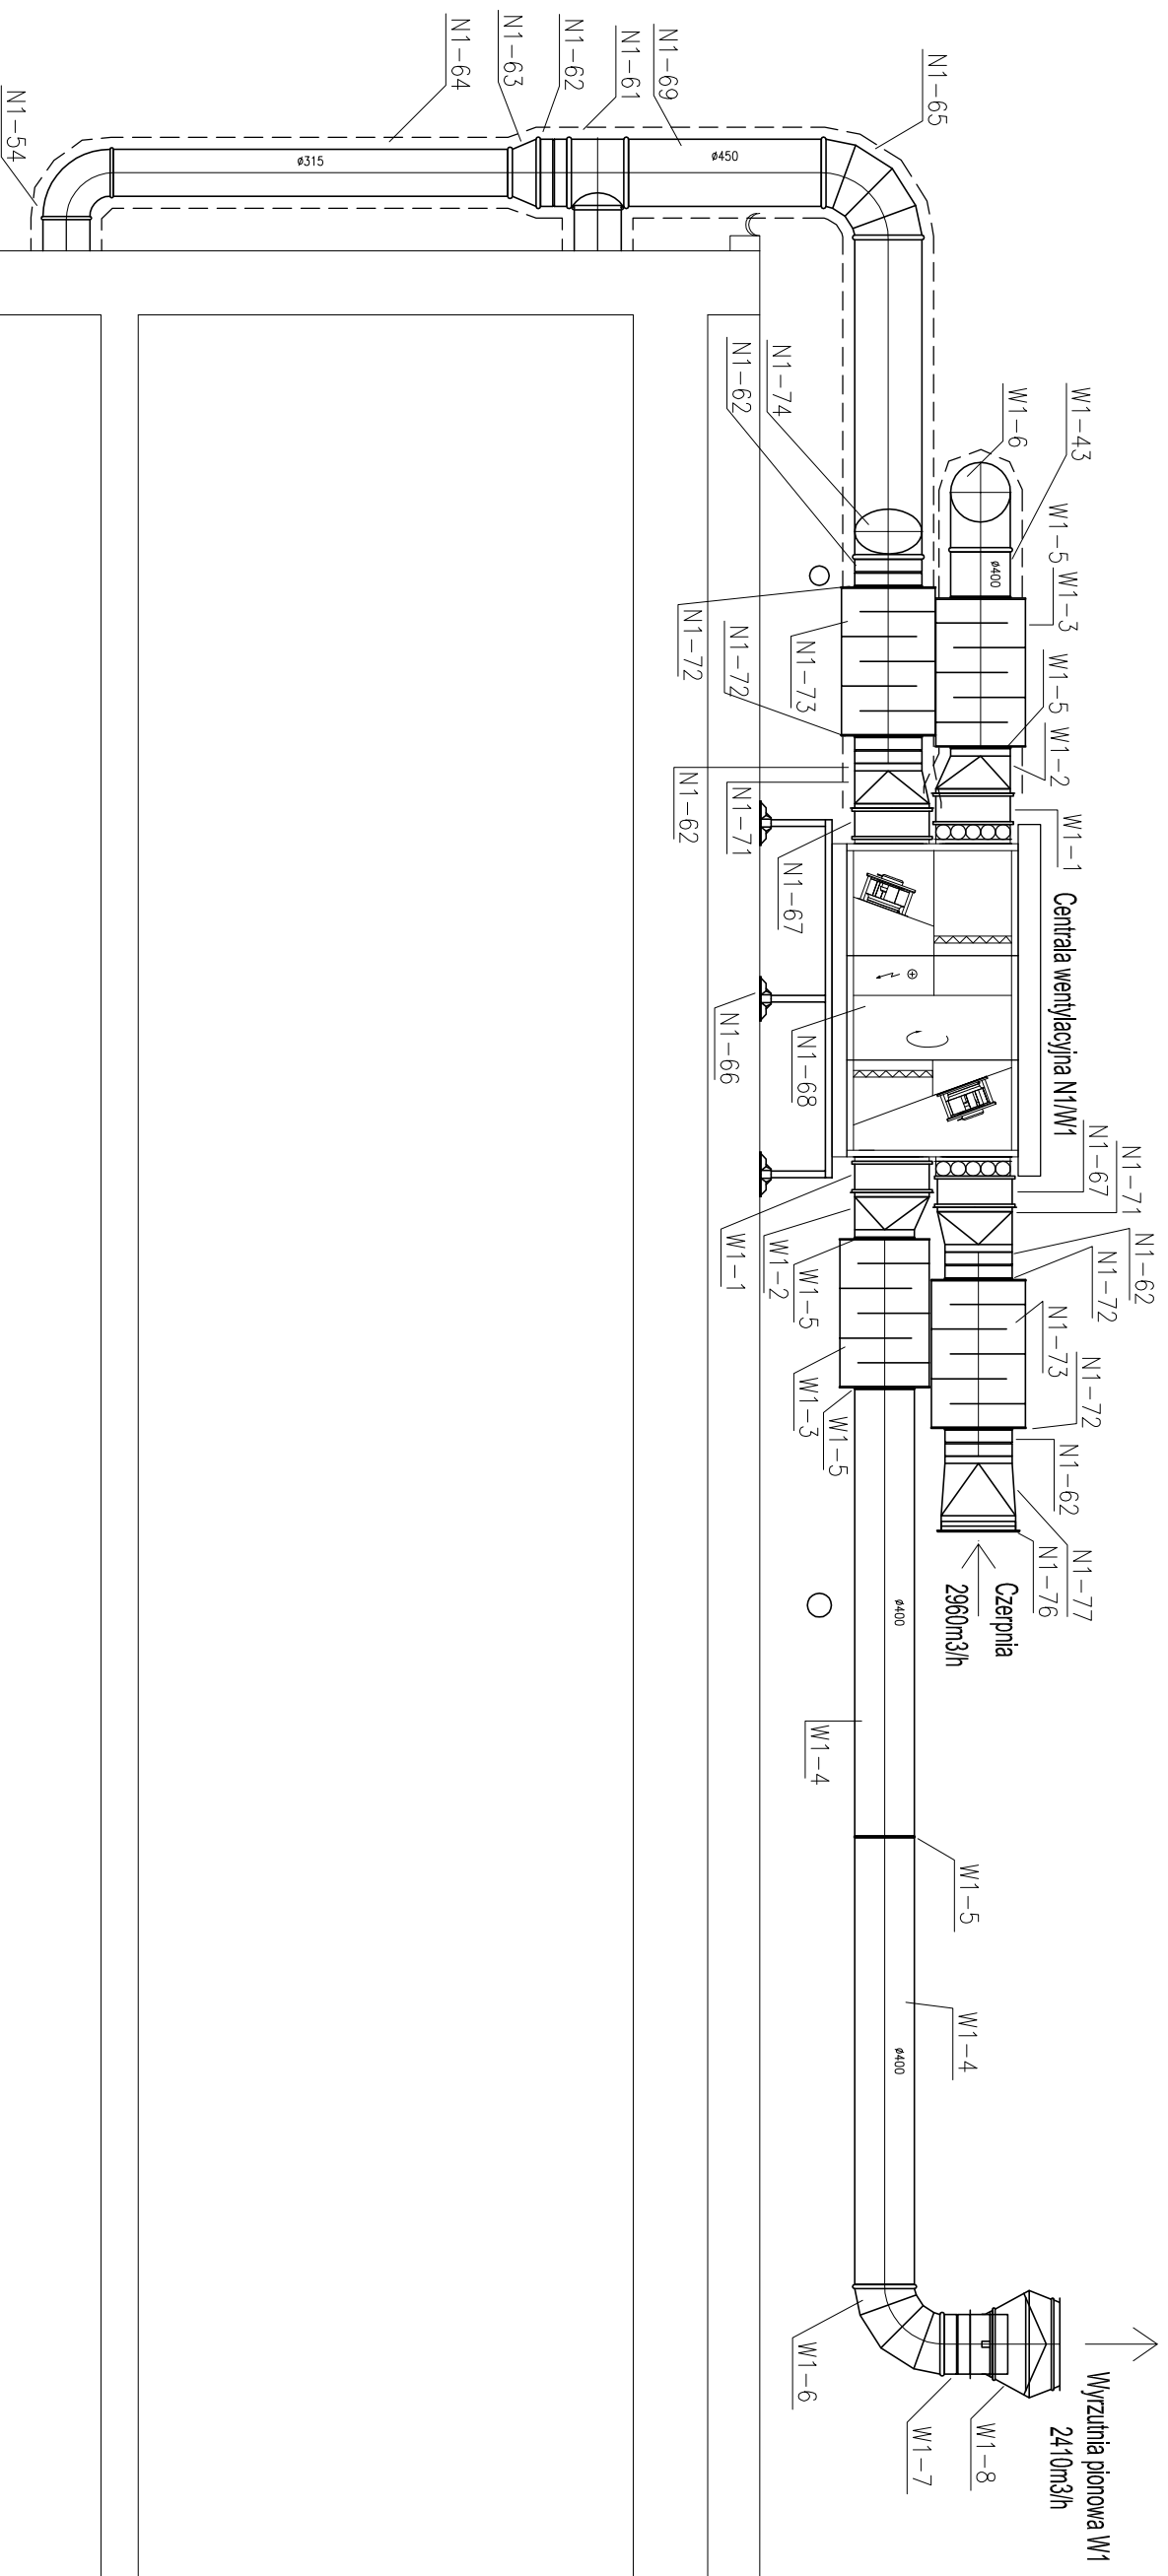 Wyrzutnia pionowa W1
2410m3/h
W1-8
W1-7
W1-6
W1-4
ø400
W1-5
W1-4
ø400
Czerpnia
2960m3/h
N1-77
N1-76
N1-62
N1-72
N1-73
N1-72
N1-62
N1-71
N1-67
W1-5
W1-3
W1-5
W1-2
W1-1
Centrala wentylacyjna N1/W1
N1-68
N1-66
N1-67
W1-1
W1-2
W1-5
W1-3
W1-5
W1-43
W1-6
ø400
N1-71
N1-62
N1-72
N1-73
N1-72
N1-74
N1-62
N1-65
ø450
N1-69
N1-61
N1-62
N1-63
N1-64
ø315
N1-54